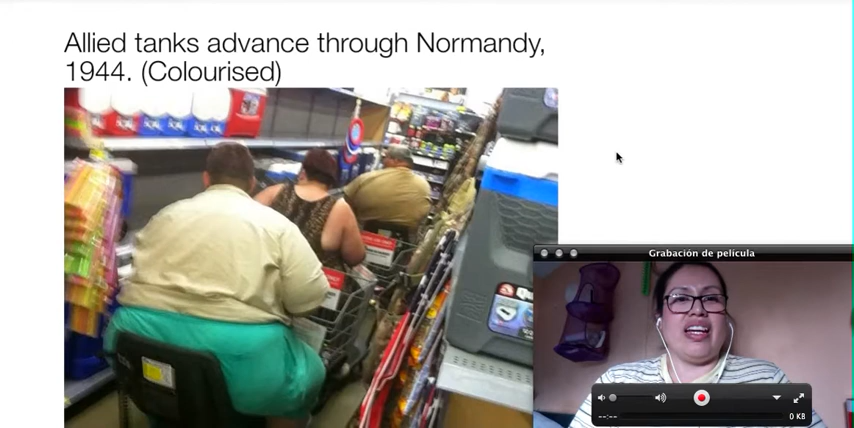 Allied tanks advance through Normandy,
1944. (Colourised)
Grabación de película
--:--
0 KB